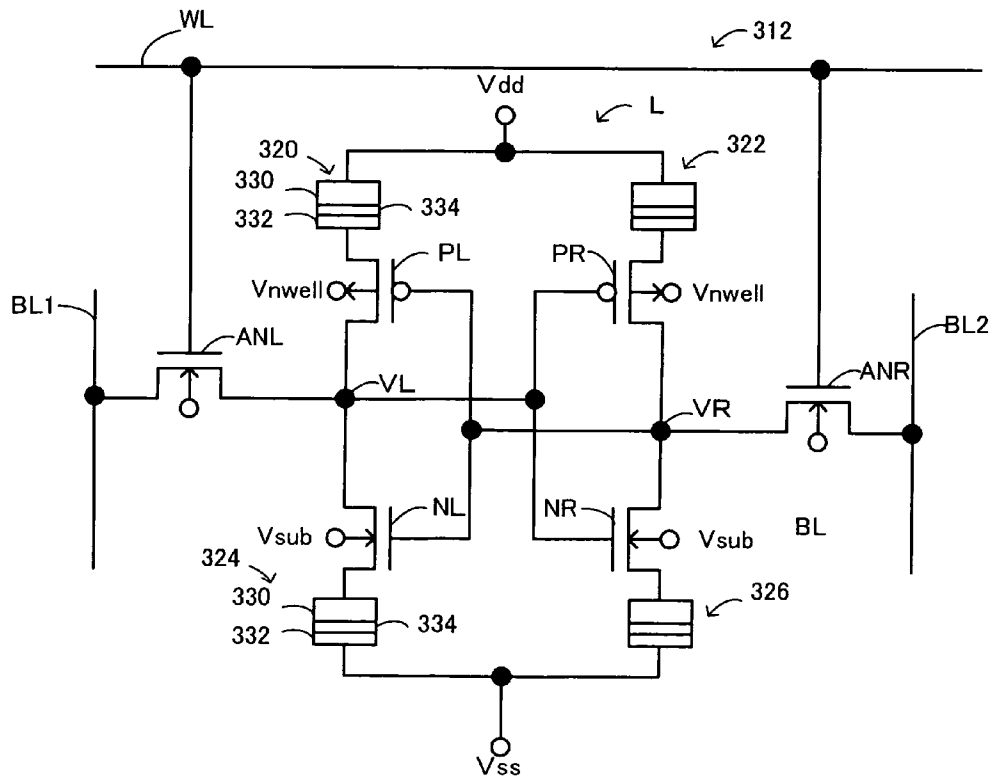 WL
312
Vdd
L
320
322
330
334
332
PL
PR
Vnwell
Vnwell
BL1
BL2
ANL
ANR
VL
VR
NL
NR
Vsub
Vsub
BL
324
330
334
326
332
Vss